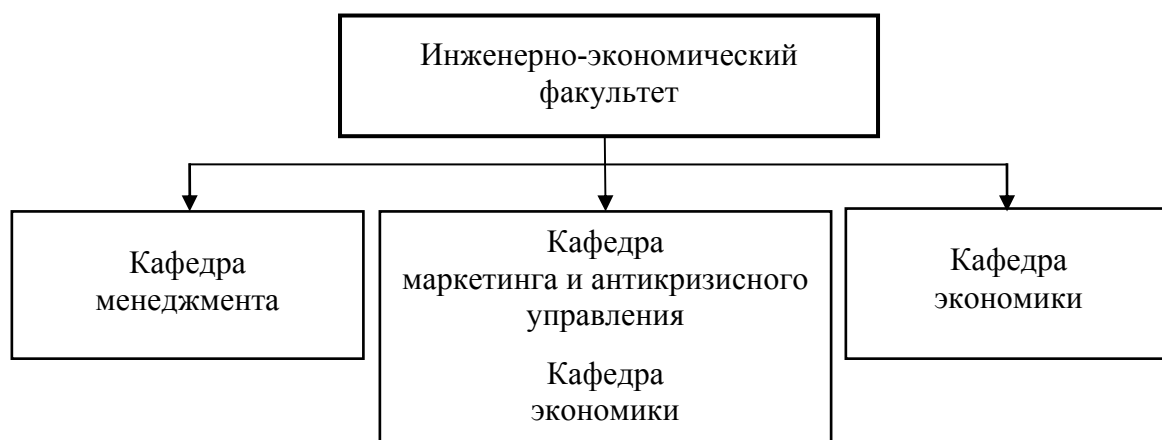 Инженерно-экономический
факультет
Кафедра
менеджмента
Кафедра
маркетинга и антикризисного
управления
Кафедра
экономики
Кафедра
экономики